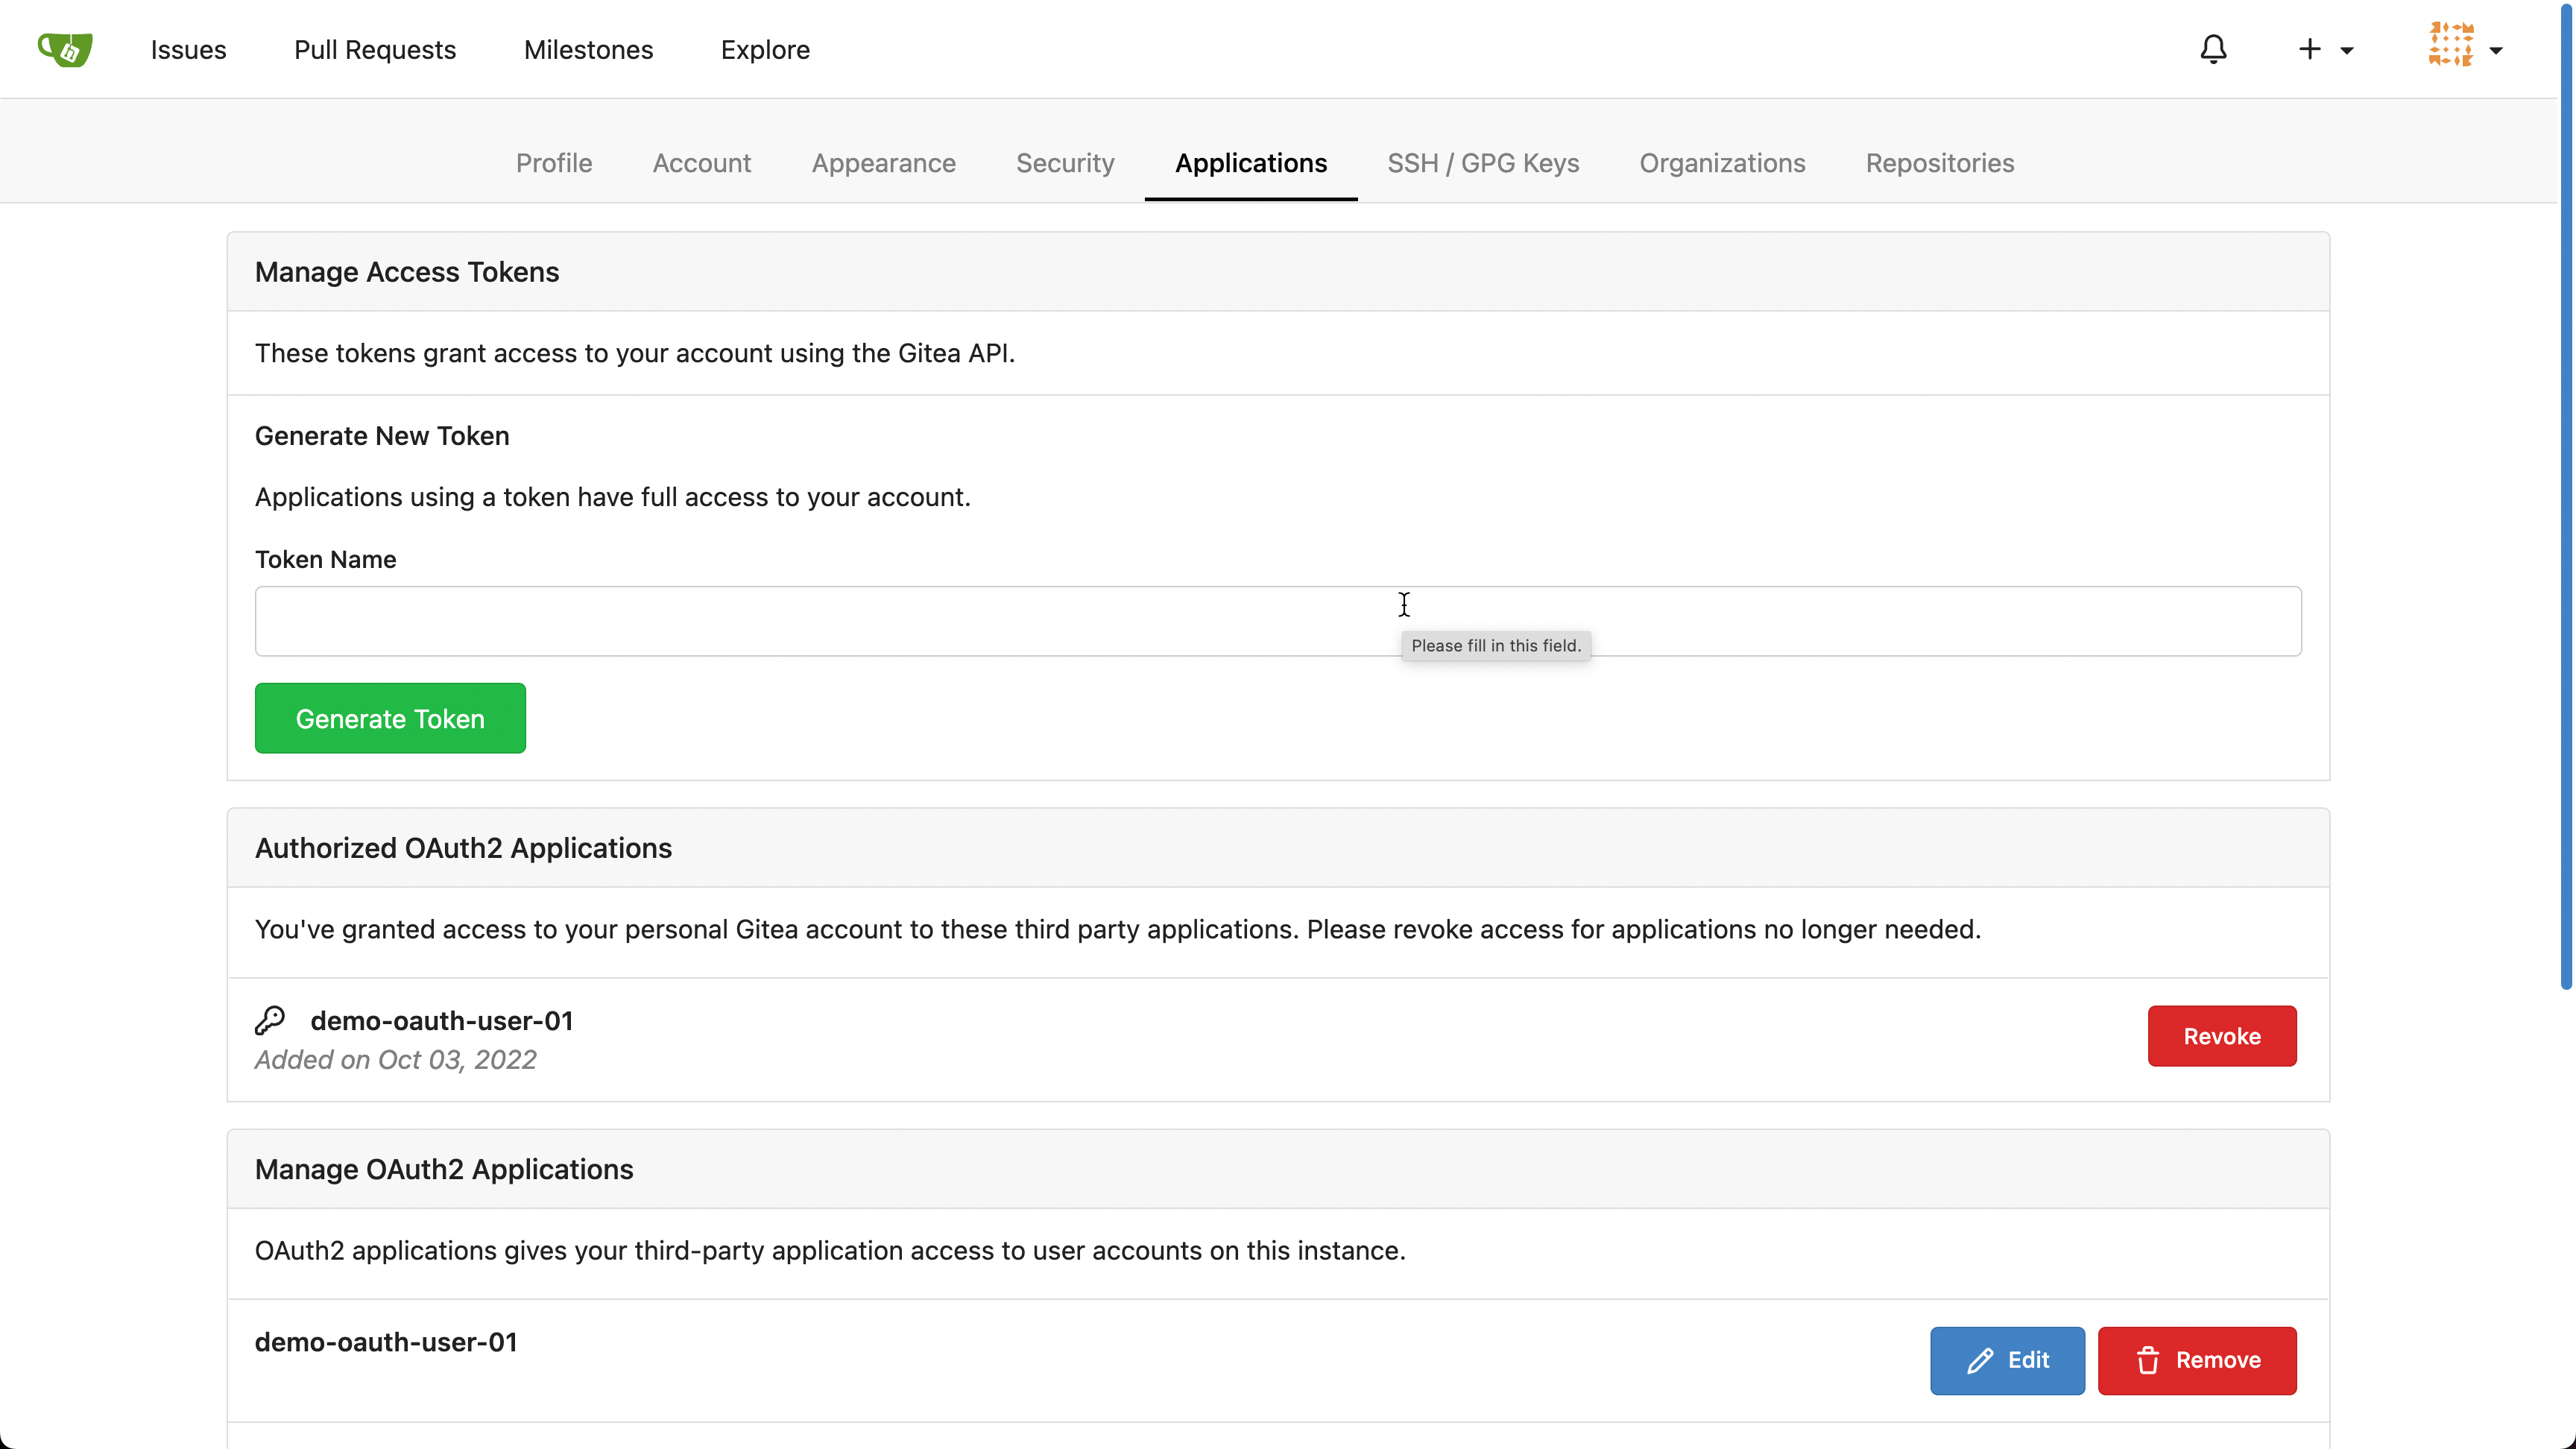 Issues Pull Requests Milestones Explore
Profile Account Appearance Security Applications SSH / GPG Keys Organizations Repositories
Manage Access Tokens
These tokens grant access to your account using the Gitea API.
Generate New Token
Applications using a token have full access to your account.
Token Name
Please fill in this field.
Generate Token
Authorized OAuth2 Applications
You've granted access to your personal Gitea account to these third party applications. Please revoke access for applications no longer needed.
demo-oauth-user-01
Revoke
Added on Oct 03, 2022
Manage OAuth2 Applications
OAuth2 applications gives your third-party application access to user accounts on this instance.
demo-oauth-user-01
Edit Remove